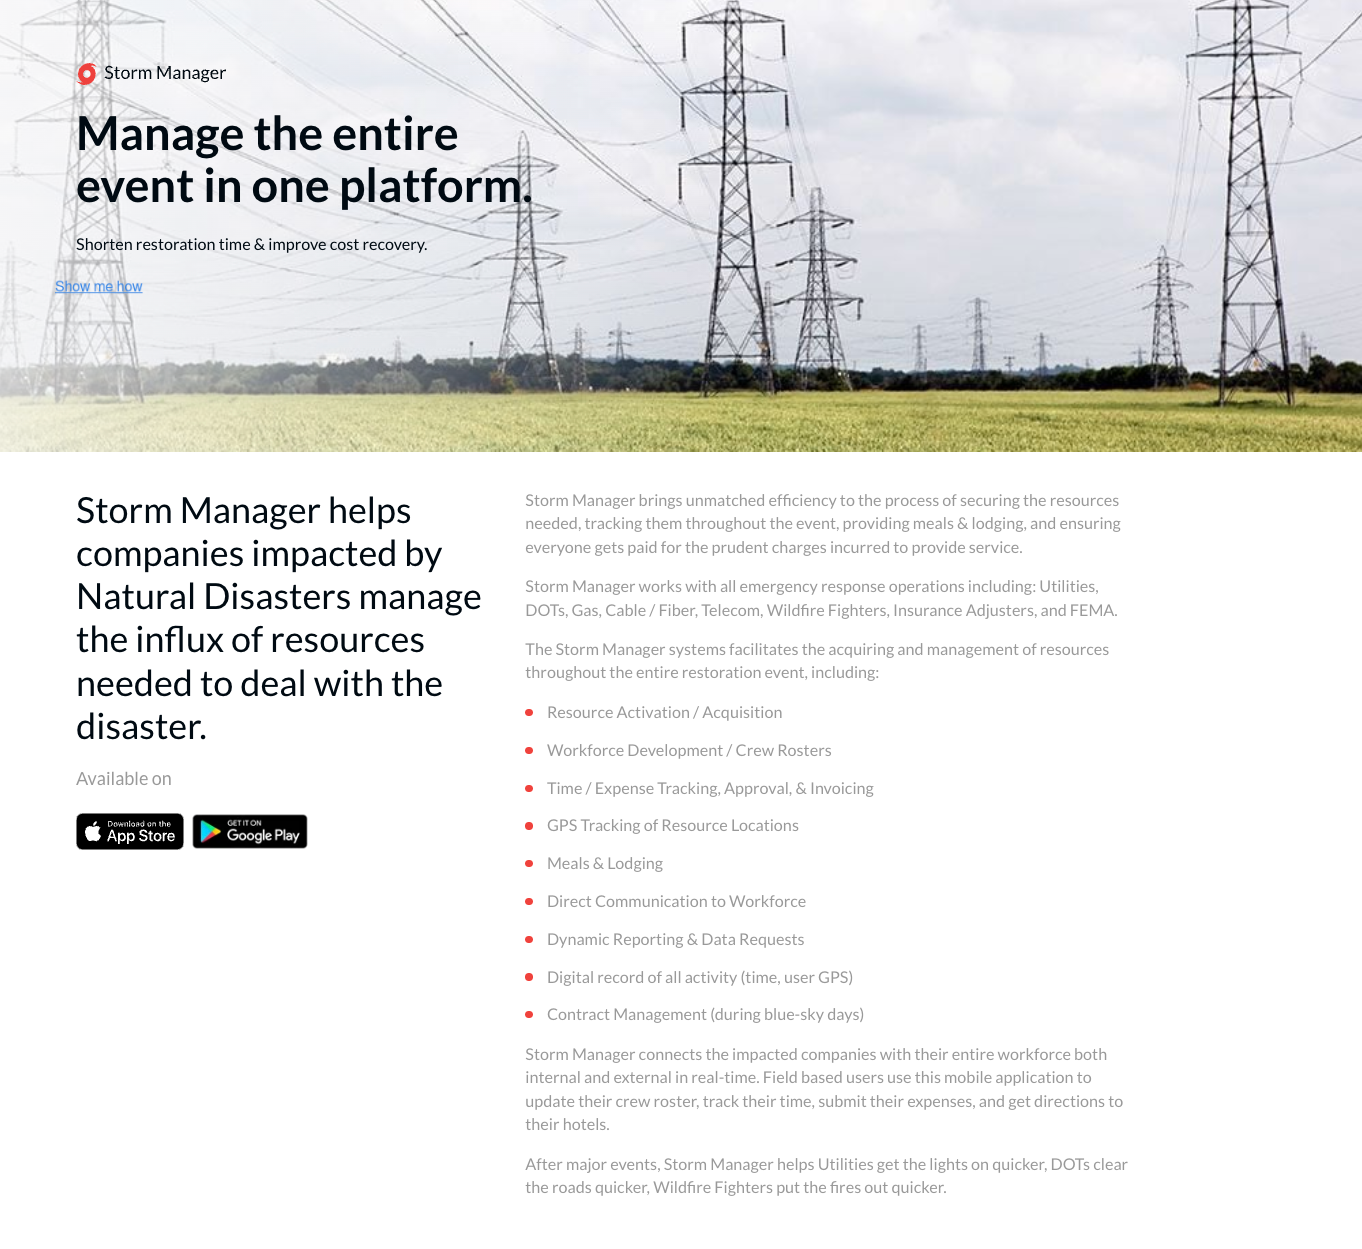 Storm Manager
Manage the entire
event in one platform.
Shorten restoration time & improve cost recovery.
Show me how
Storm Manager helps
companies impacted by
Natural Disasters manage
the influx of resources
needed to deal with the
disaster.
Available on
Download on the
App Store
GET IT ON
Google Play
Storm Manager brings unmatched efficiency to the process of securing the resources
needed, tracking them throughout the event, providing meals & lodging, and ensuring
everyone gets paid for the prudent charges incurred to provide service.
Storm Manager works with all emergency response operations including: Utilities,
DOTs, Gas, Cable / Fiber, Telecom, Wildfire Fighters, Insurance Adjusters, and FEMA.
The Storm Manager systems facilitates the acquiring and management of resources
throughout the entire restoration event, including:
Resource Activation / Acquisition
Workforce Development / Crew Rosters
Time / Expense Tracking, Approval, & Invoicing
GPS Tracking of Resource Locations
Meals & Lodging
Direct Communication to Workforce
Dynamic Reporting & Data Requests
Digital record of all activity (time, user GPS)
Contract Management (during blue-sky days)
Storm Manager connects the impacted companies with their entire workforce both
internal and external in real-time. Field based users use this mobile application to
update their crew roster, track their time, submit their expenses, and get directions to
their hotels.
After major events, Storm Manager helps Utilities get the lights on quicker, DOTs clear
the roads quicker, Wildfire Fighters put the fires out quicker.